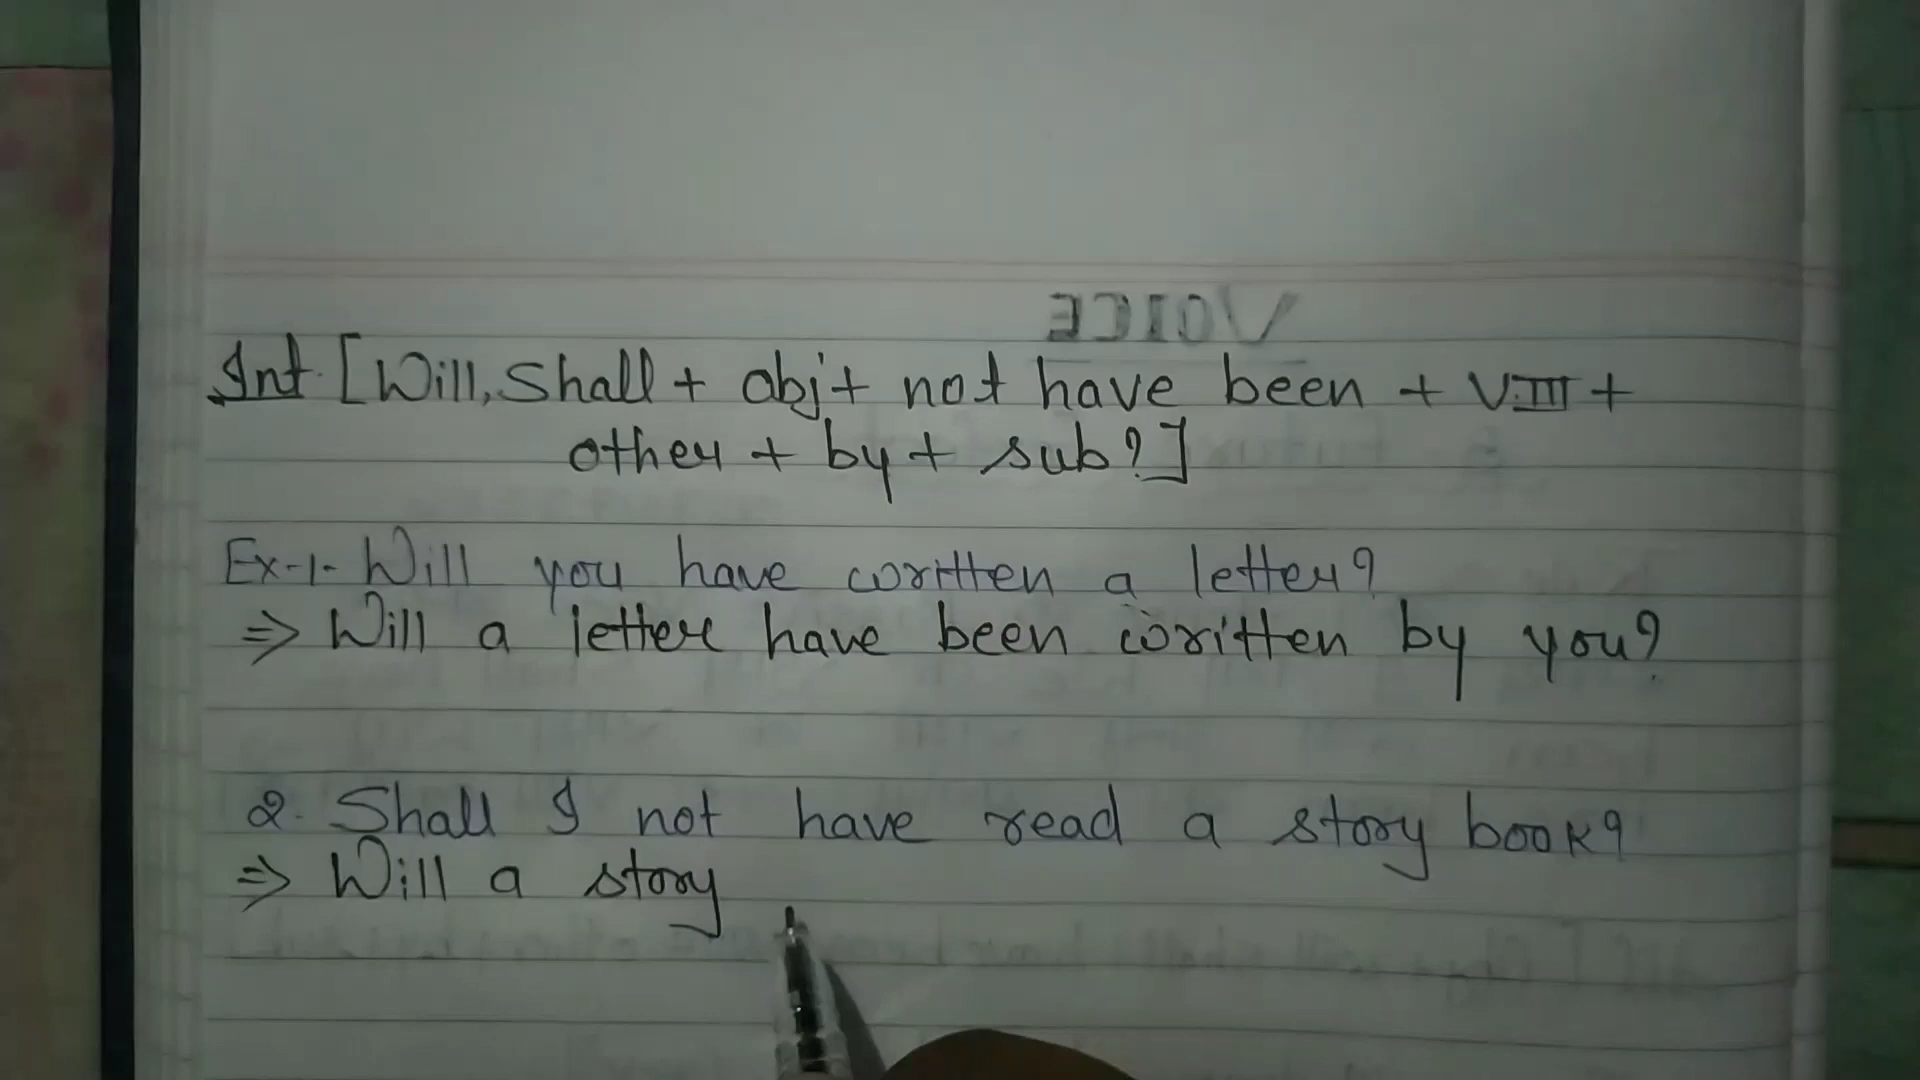 VOICE
Int. [Will, Shall + obj + not have been + V.III +
other + by + sub?]
Ex-1- Will you have written a letter?
⇒ Will a letter have been written by you?
2. Shall I not have read a story book?
⇒ Will a story